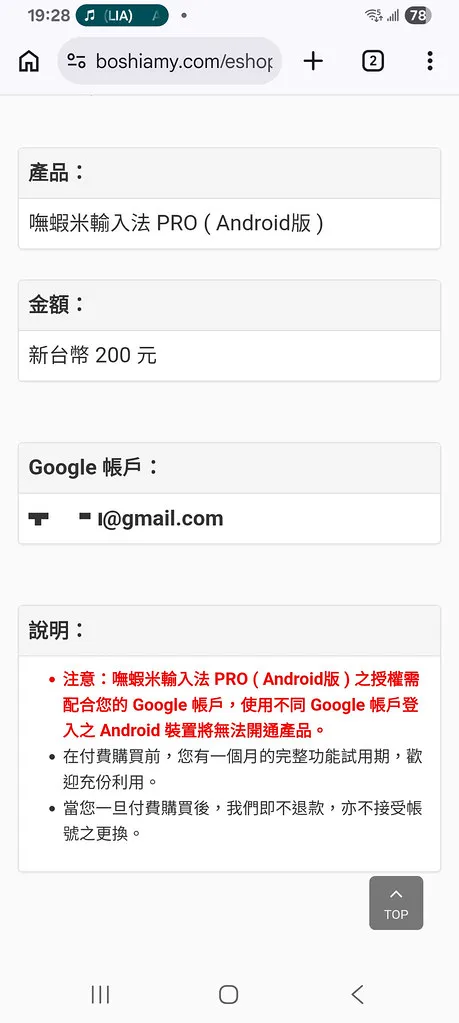 19:28 (LIA) 78
boshiamy.com/eshop 2
產品：
嘸蝦米輸入法 PRO ( Android版 )
金額：
新台幣 200 元
Google 帳戶：
@gmail.com
說明：
注意：嘸蝦米輸入法 PRO ( Android版 ) 之授權需
配合您的 Google 帳戶，使用不同 Google 帳戶登
入之 Android 裝置將無法開通產品。
在付費購買前，您有一個月的完整功能試用期，歡
迎充份利用。
當您一旦付費購買後，我們即不退款，亦不接受帳
號之更換。
TOP